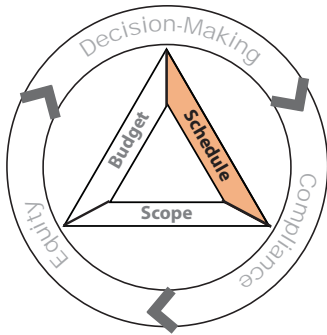 Decision-Making
Budget
Schedule
Scope
Equity
Compliance